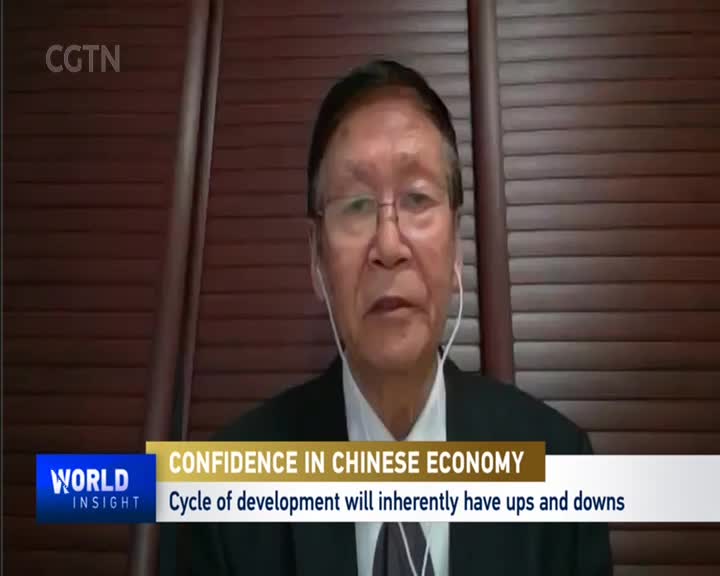 CGTN
CONFIDENCE IN CHINESE ECONOMY
WORLD
INSIGHT
Cycle of development will inherently have ups and downs